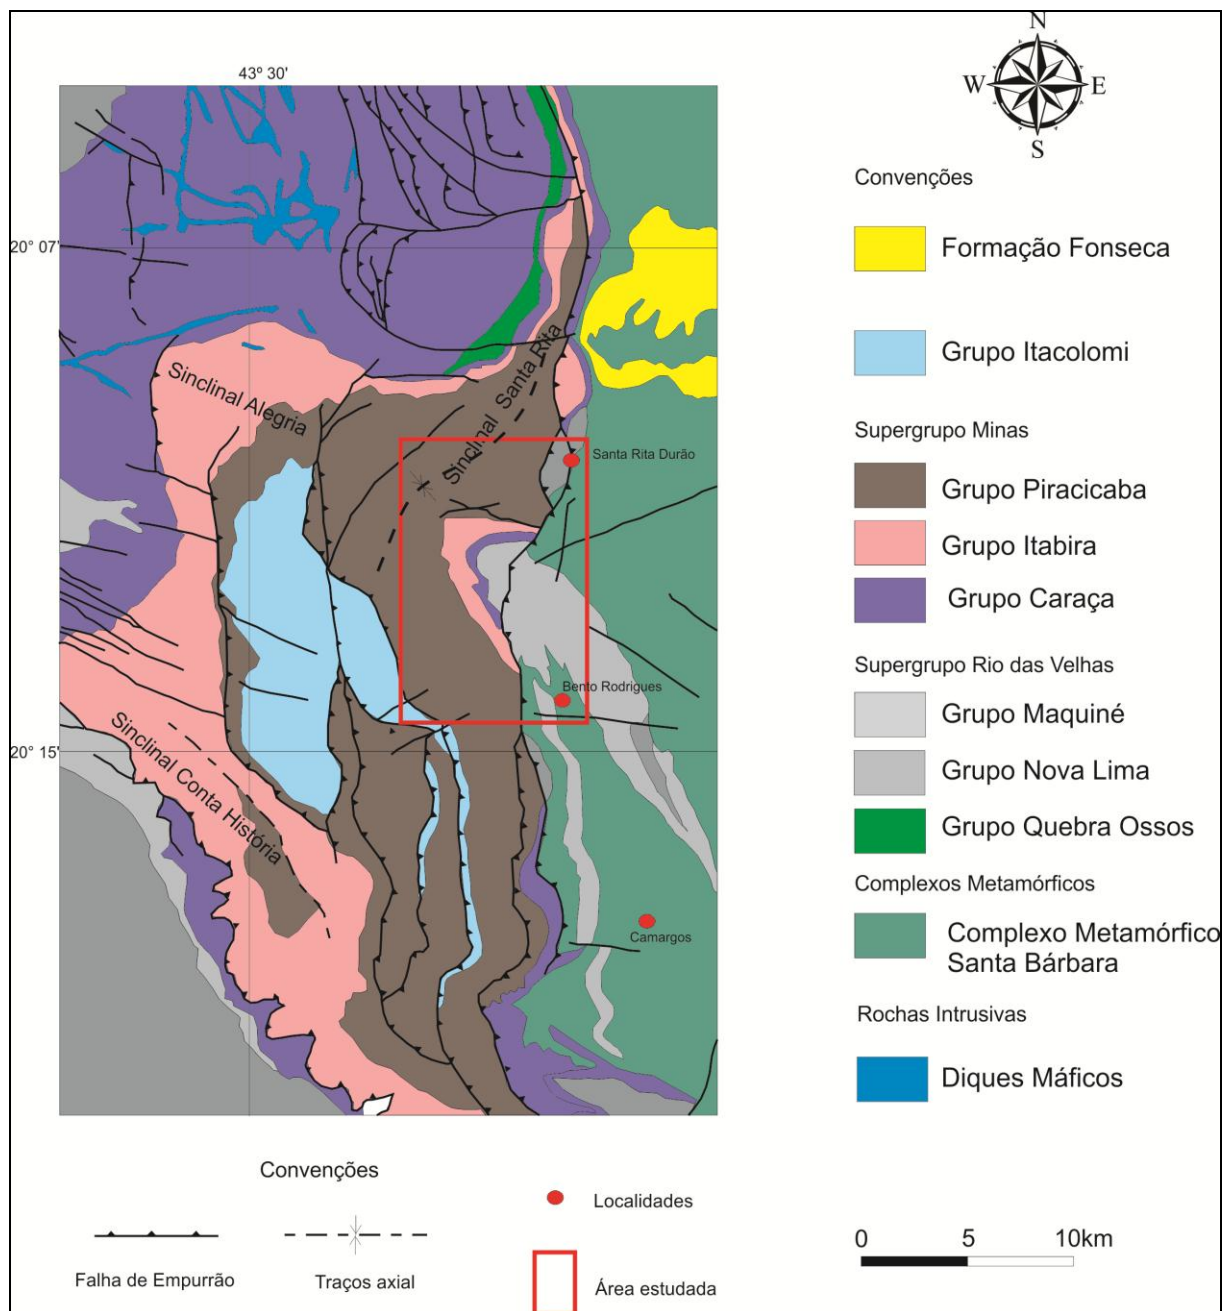 N
W
E
S
43° 30'
20° 07'
20° 15'
Sinclinal Alegria
Sinclinal Santa Rita
Santa Rita Durão
Bento Rodrigues
Sinclinal Conta História
Camargos
Convenções
Formação Fonseca
Grupo Itacolomi
Supergrupo Minas
Grupo Piracicaba
Grupo Itabira
Grupo Caraça
Supergrupo Rio das Velhas
Grupo Maquiné
Grupo Nova Lima
Grupo Quebra Ossos
Complexos Metamórficos
Complexo Metamórfico
Santa Bárbara
Rochas Intrusivas
Diques Máficos
Convenções
Falha de Empurrão
Traços axial
Localidades
Área estudada
0 5 10km